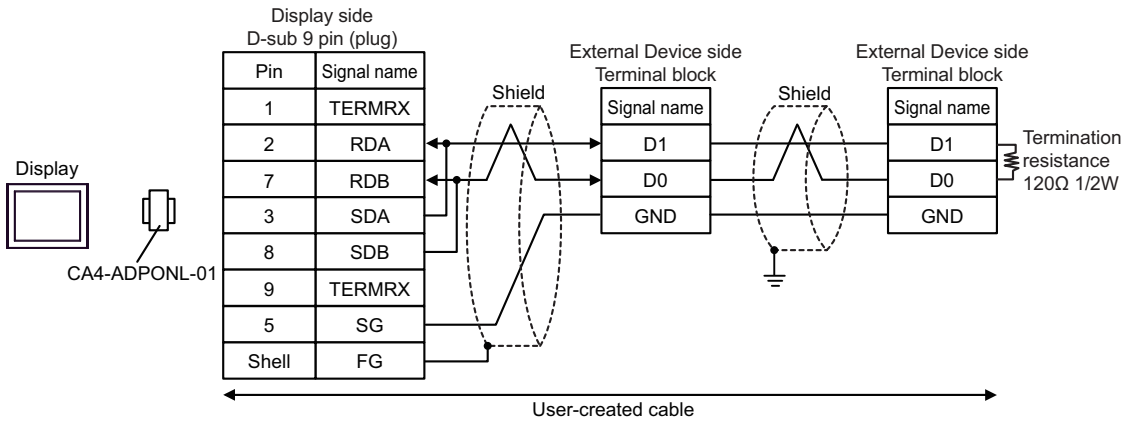 Display side
D-sub 9 pin (plug)
Pin Signal name
1 TERMRX
2 RDA
7 RDB
3 SDA
8 SDB
9 TERMRX
5 SG
Shell FG
Display
CA4-ADPONL-01
Shield
External Device side
Terminal block
Signal name
D1
D0
GND
Shield
External Device side
Terminal block
Signal name
D1
D0
GND
Termination
resistance
120Ω 1/2W
User-created cable